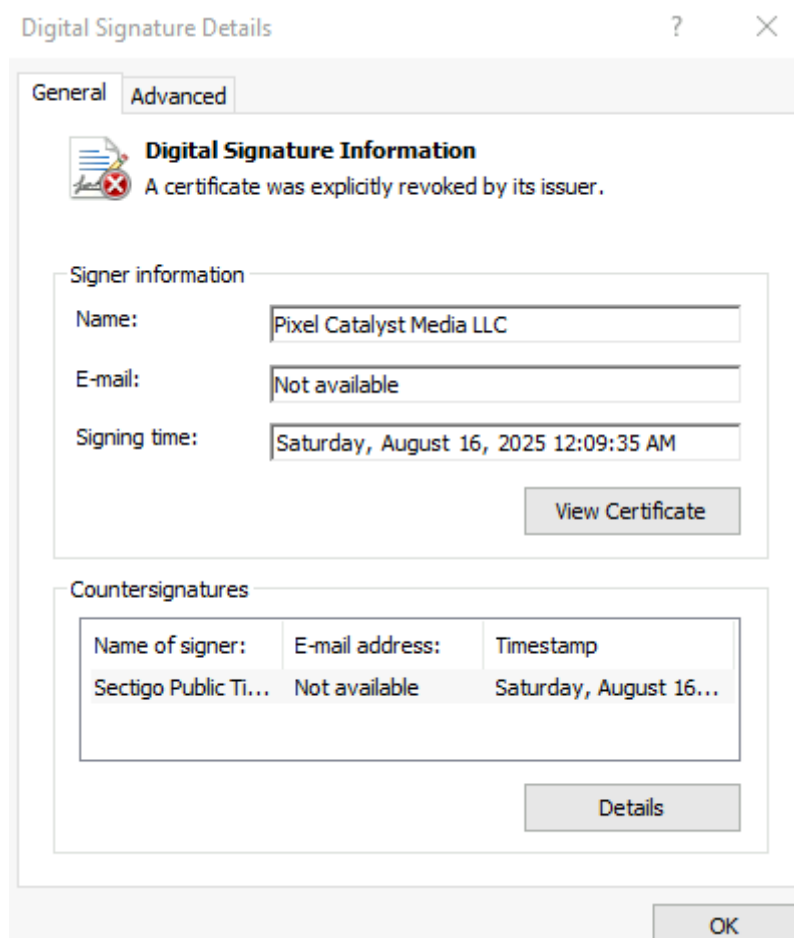 Digital Signature Details
?
General
Advanced
Digital Signature Information
A certificate was explicitly revoked by its issuer.
Signer information
Name:
Pixel Catalyst Media LLC
E-mail:
Not available
Signing time:
Saturday, August 16, 2025 12:09:35 AM
View Certificate
Countersignatures
Name of signer: E-mail address: Timestamp
Sectigo Public Ti... Not available Saturday, August 16...
Details
OK